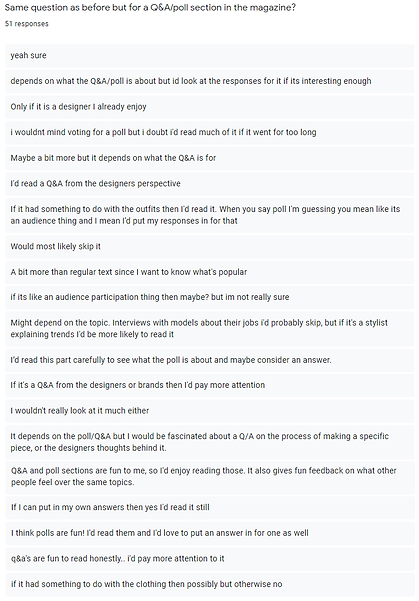 Same question as before but for a Q&A/poll section in the magazine?
51 responses
yeah sure
depends on what the Q&A/poll is about but id look at the responses for it if its interesting enough
Only if it is a designer I already enjoy
i wouldnt mind voting for a poll but i doubt i'd read much of it if it went for too long
Maybe a bit more but it depends on what the Q&A is for
I'd read a Q&A from the designers perspective
If it had something to do with the outfits then I'd read it. When you say poll I'm guessing you mean like its
an audience thing and I mean I'd put my responses in for that
Would most likely skip it
A bit more than regular text since I want to know what's popular
if its like an audience participation thing then maybe? but im not really sure
Might depend on the topic. Interviews with models about their jobs i'd probably skip, but if it's a stylist
explaining trends I'd be more likely to read it
I'd read this part carefully to see what the poll is about and maybe consider an answer.
If it's a Q&A from the designers or brands then I'd pay more attention
I wouldn't really look at it much either
It depends on the poll/Q&A but I would be fascinated about a Q/A on the process of making a specific
piece, or the designers thoughts behind it.
Q&A and poll sections are fun to me, so I'd enjoy reading those. It also gives fun feedback on what other
people feel over the same topics.
If I can put in my own answers then yes I'd read it still
I think polls are fun! I'd read them and I'd love to put an answer in for one as well
q&a's are fun to read honestly.. i'd pay more attention to it
if it had something to do with the clothing then possibly but otherwise no